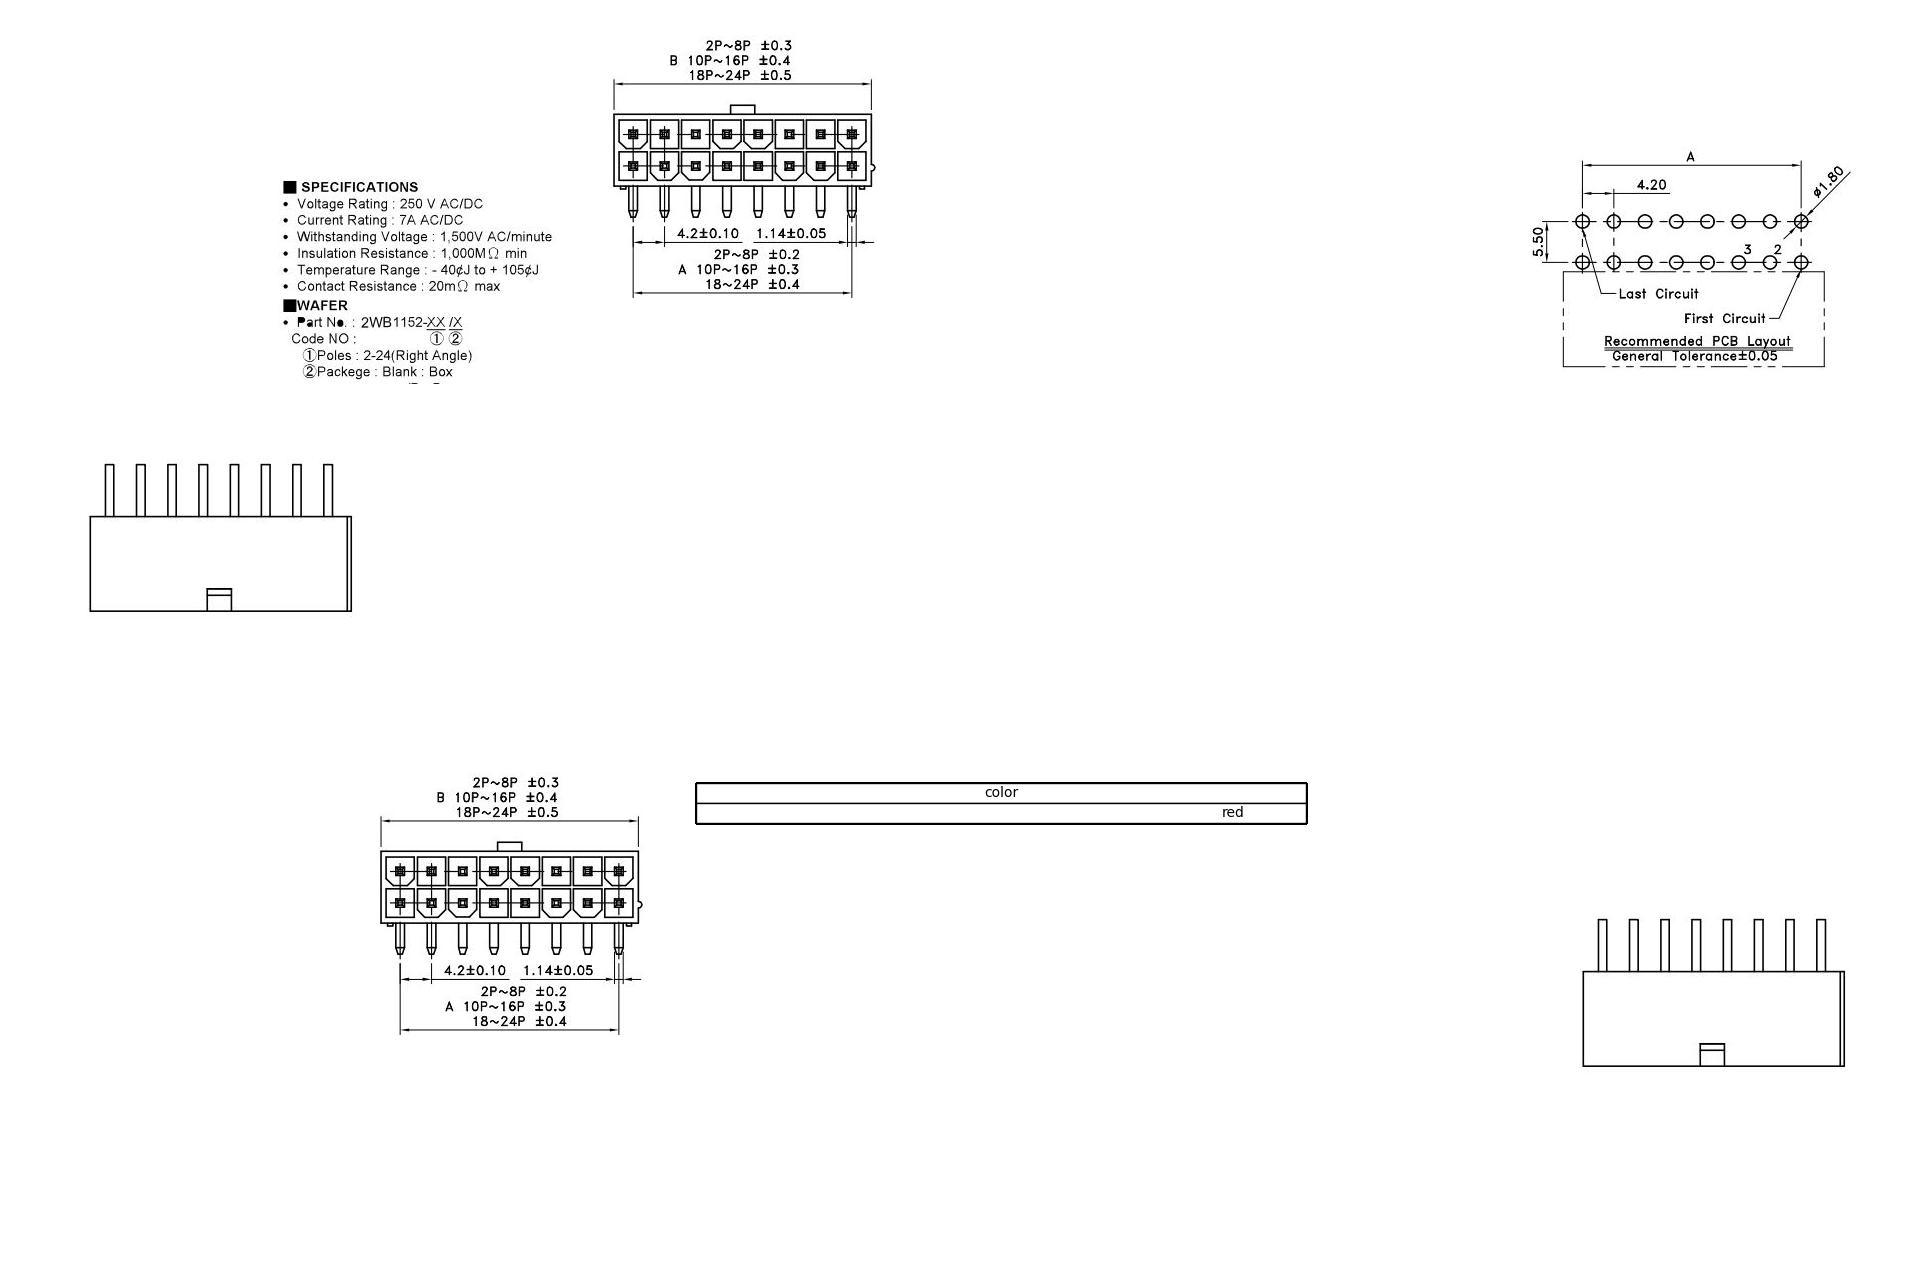 2P~8P ±0.3
B 10P~16P ±0.4
18P~24P ±0.5
4.2±0.10 1.14±0.05
2P~8P ±0.2
A 10P~16P ±0.3
18~24P ±0.4
■ SPECIFICATIONS
• Voltage Rating : 250 V AC/DC
• Current Rating : 7A AC/DC
• Withstanding Voltage : 1,500V AC/minute
• Insulation Resistance : 1,000MΩ min
• Temperature Range : - 40¢J to + 105¢J
• Contact Resistance : 20mΩ max
■WAFER
• Part No. : 2WB1152-XX /X
Code NO : ① ②
①Poles : 2-24(Right Angle)
②Packege : Blank : Box
A
4.20
ø1.80
5.50
3 2
Last Circuit
First Circuit
Recommended PCB Layout
General Tolerance±0.05
2P~8P ±0.3
B 10P~16P ±0.4
18P~24P ±0.5
4.2±0.10 1.14±0.05
2P~8P ±0.2
A 10P~16P ±0.3
18~24P ±0.4
color
red